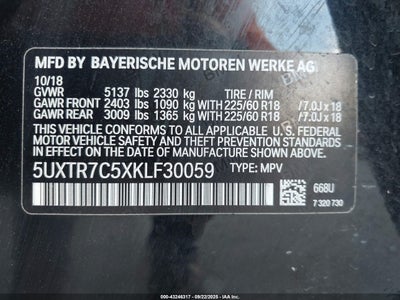 MFD BY BAYERISCHE MOTOREN WERKE AG
10/18
GVWR 5137 lbs 2330 kg TIRE / RIM
GAWR FRONT 2403 lbs 1090 kg WITH 225/60 R18 /7.0J x 18
GAWR REAR 3009 lbs 1365 kg WITH 225/60 R18 /7.0J x 18
THIS VEHICLE CONFORMS TO ALL APPLICABLE U. S. FEDERAL
MOTOR VEHICLE SAFETY, BUMPER, AND THEFT PREVENTION
STANDARDS IN EFFECT ON THE DATE OF MANUFACTURE SHOWN ABOVE.
5UXTR7C5XKLF30059 TYPE: MPV
668U
7 320 730
© 000-43246317 - 09/22/2025 - IAAI.com